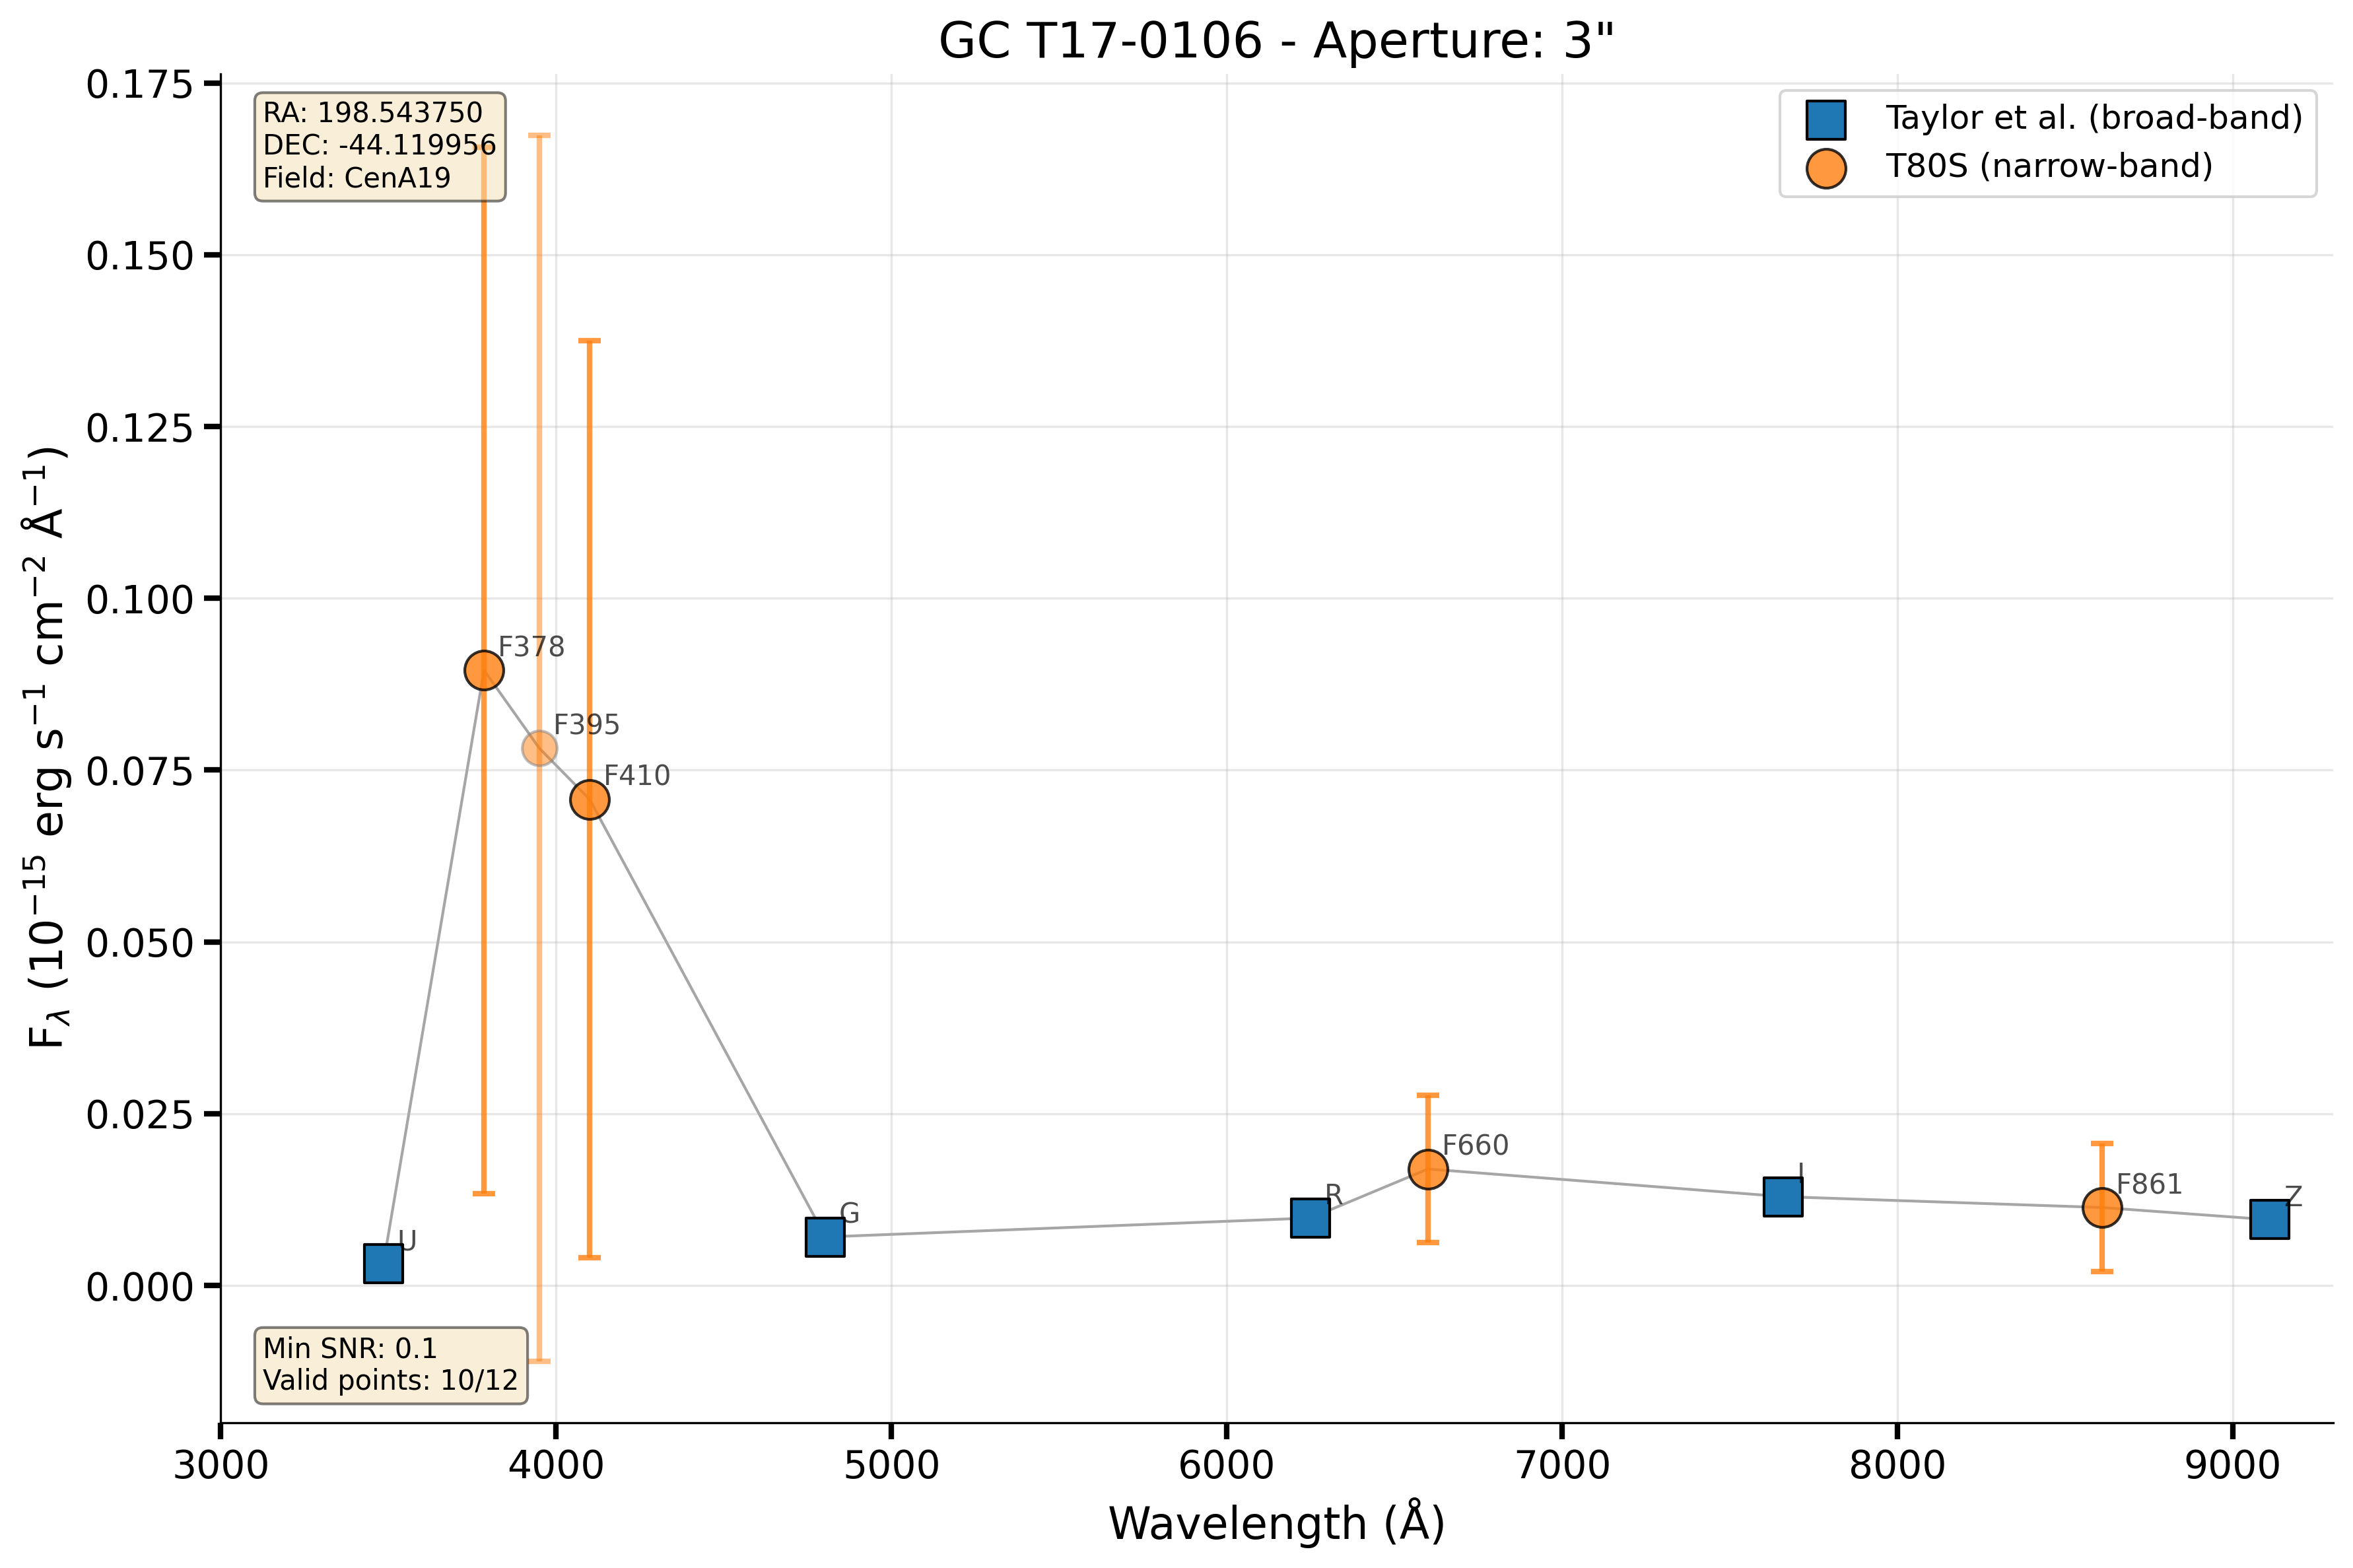 GC T17-0106 - Aperture: 3"
RA: 198.543750
DEC: -44.119956
Field: CenA19
Taylor et al. (broad-band)
T80S (narrow-band)
0.175
0.150
0.125
0.100
0.075
0.050
0.025
0.000
F$_{\lambda}$ (10$^{-15}$ erg s$^{-1}$ cm$^{-2}$ Å$^{-1}$)
F378
F395
F410
U
G
R
F660
I
F861
Z
Min SNR: 0.1
Valid points: 10/12
3000
4000
5000
6000
7000
8000
9000
Wavelength (Å)